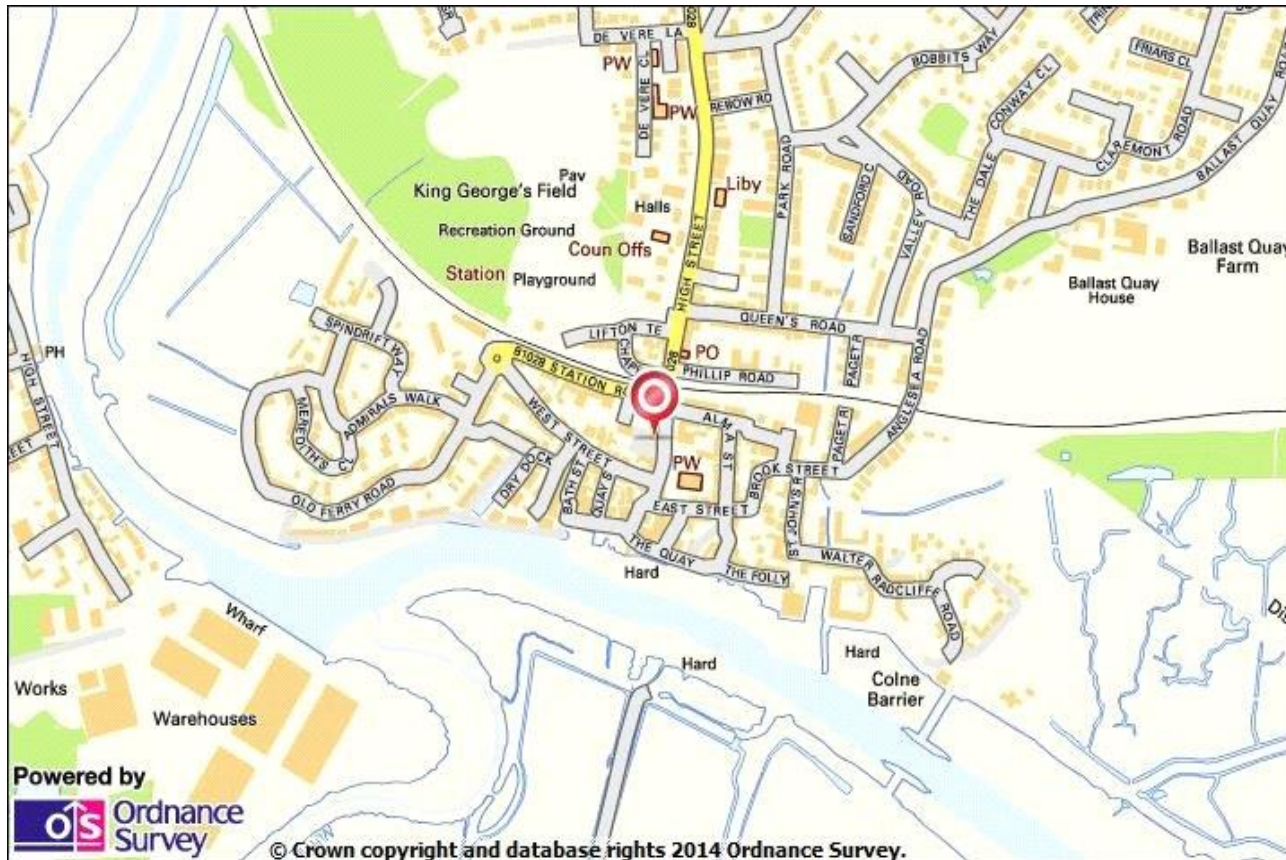 DE VERE LA
BOBBITS WAY
FRIARS CL
PW
DE VERE CL
PW
REBOW RD
CONWAY CL
CLAREMONT ROAD
BALLAST QUAY
King George's Field
Pav
Halls
Liby
PARK ROAD
SANDFORD C
VALLEY ROAD
THE DALE
Recreation Ground
Coun Offs
HIGH STREET
Station
Playground
Ballast Quay
Farm
Ballast Quay
House
SPINDRIFT WAY
LIFTON TE
QUEEN'S ROAD
PH
HIGH STREET
B1028 STATION R
CHAP
PO
PHILLIP ROAD
PAGET R
ANGLESEA ROAD
MEREDITH'S C
ADMIRALS WALK
WEST STREET
ALMA ST
PAGET R
OLD FERRY ROAD
DRY DOCK
BATH ST
QUAY S
PW
EAST STREET
BROOK STREET
ST JOHN'S R
THE QUAY
THE FOLLY
WALTER RADCLIFFE ROAD
Hard
Wharf
Hard
Hard
Colne
Barrier
Works
Warehouses
Powered by
OS Ordnance
Survey
© Crown copyright and database rights 2014 Ordnance Survey.